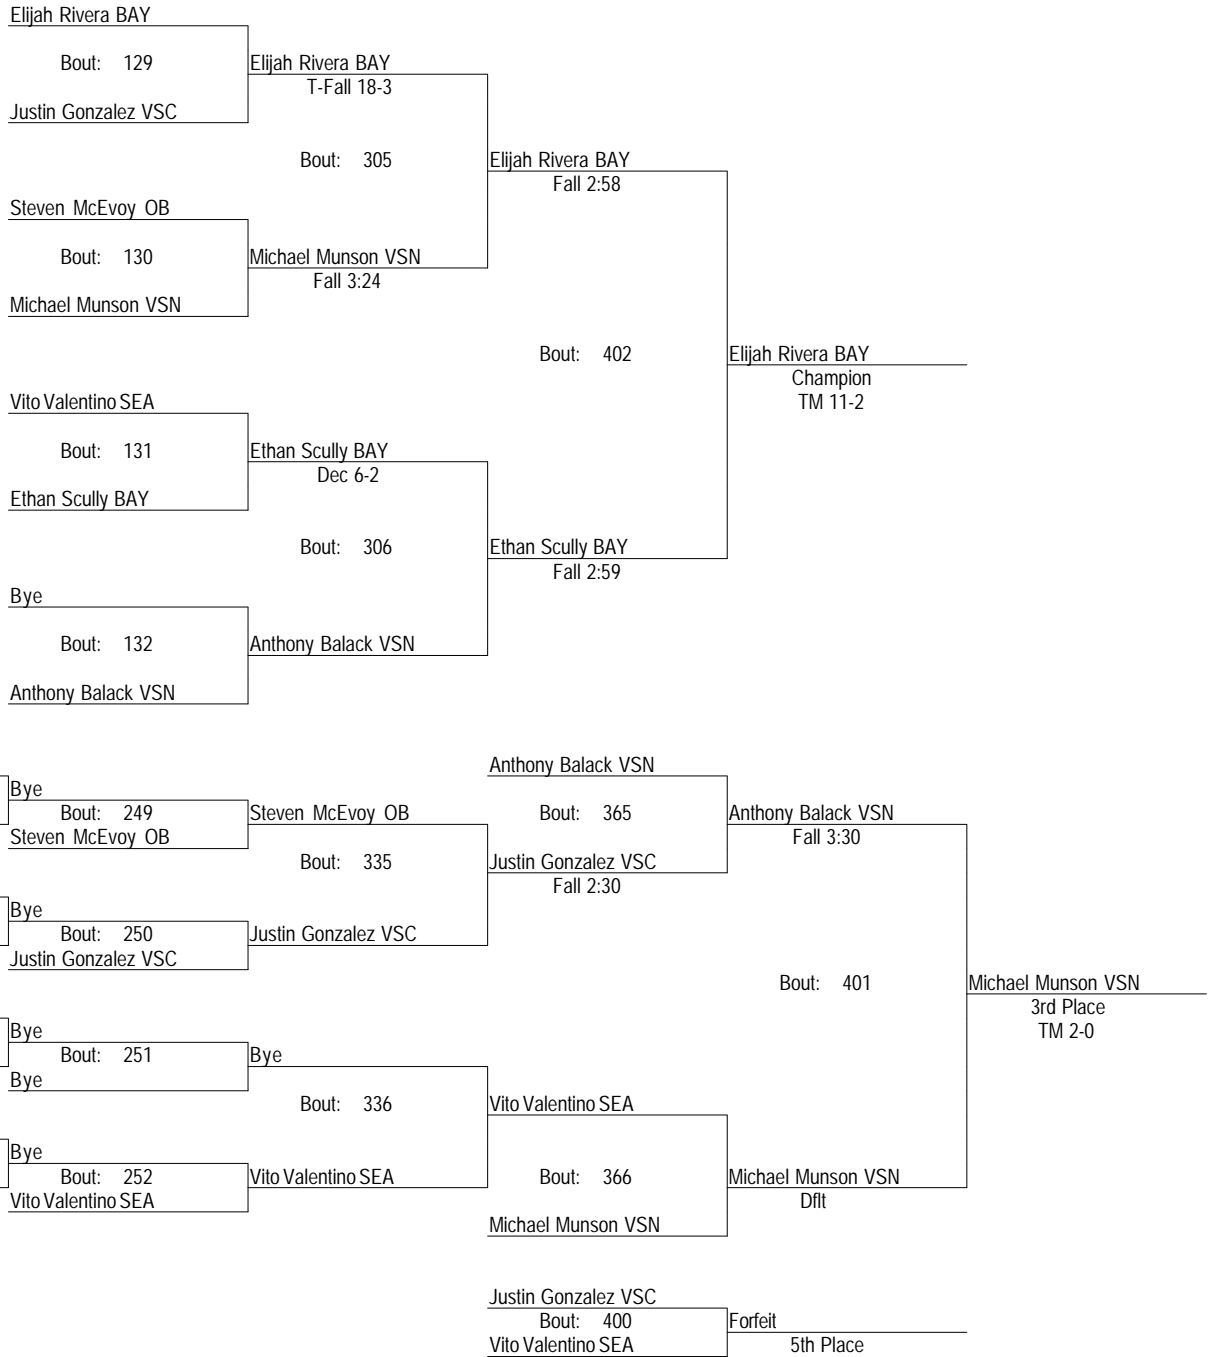 Elijah Rivera BAY
Bout: 129
Elijah Rivera BAY
T-Fall 18-3
Justin Gonzalez VSC
Bout: 305
Elijah Rivera BAY
Fall 2:58
Steven McEvoy OB
Bout: 130
Michael Munson VSN
Fall 3:24
Michael Munson VSN
Bout: 402
Elijah Rivera BAY
Champion
TM 11-2
Vito Valentino SEA
Bout: 131
Ethan Scully BAY
Dec 6-2
Ethan Scully BAY
Bout: 306
Ethan Scully BAY
Fall 2:59
Bye
Bout: 132
Anthony Balack VSN
Anthony Balack VSN
Anthony Balack VSN
Bye
Bout: 249
Steven McEvoy OB
Steven McEvoy OB
Bout: 365
Anthony Balack VSN
Fall 3:30
Bout: 335
Justin Gonzalez VSC
Fall 2:30
Bye
Bout: 250
Justin Gonzalez VSC
Justin Gonzalez VSC
Bout: 401
Michael Munson VSN
3rd Place
TM 2-0
Bye
Bout: 251
Bye
Bye
Bout: 336
Vito Valentino SEA
Bye
Bout: 252
Vito Valentino SEA
Vito Valentino SEA
Bout: 366
Michael Munson VSN
Dflt
Michael Munson VSN
Justin Gonzalez VSC
Bout: 400
Forfeit
Vito Valentino SEA
5th Place